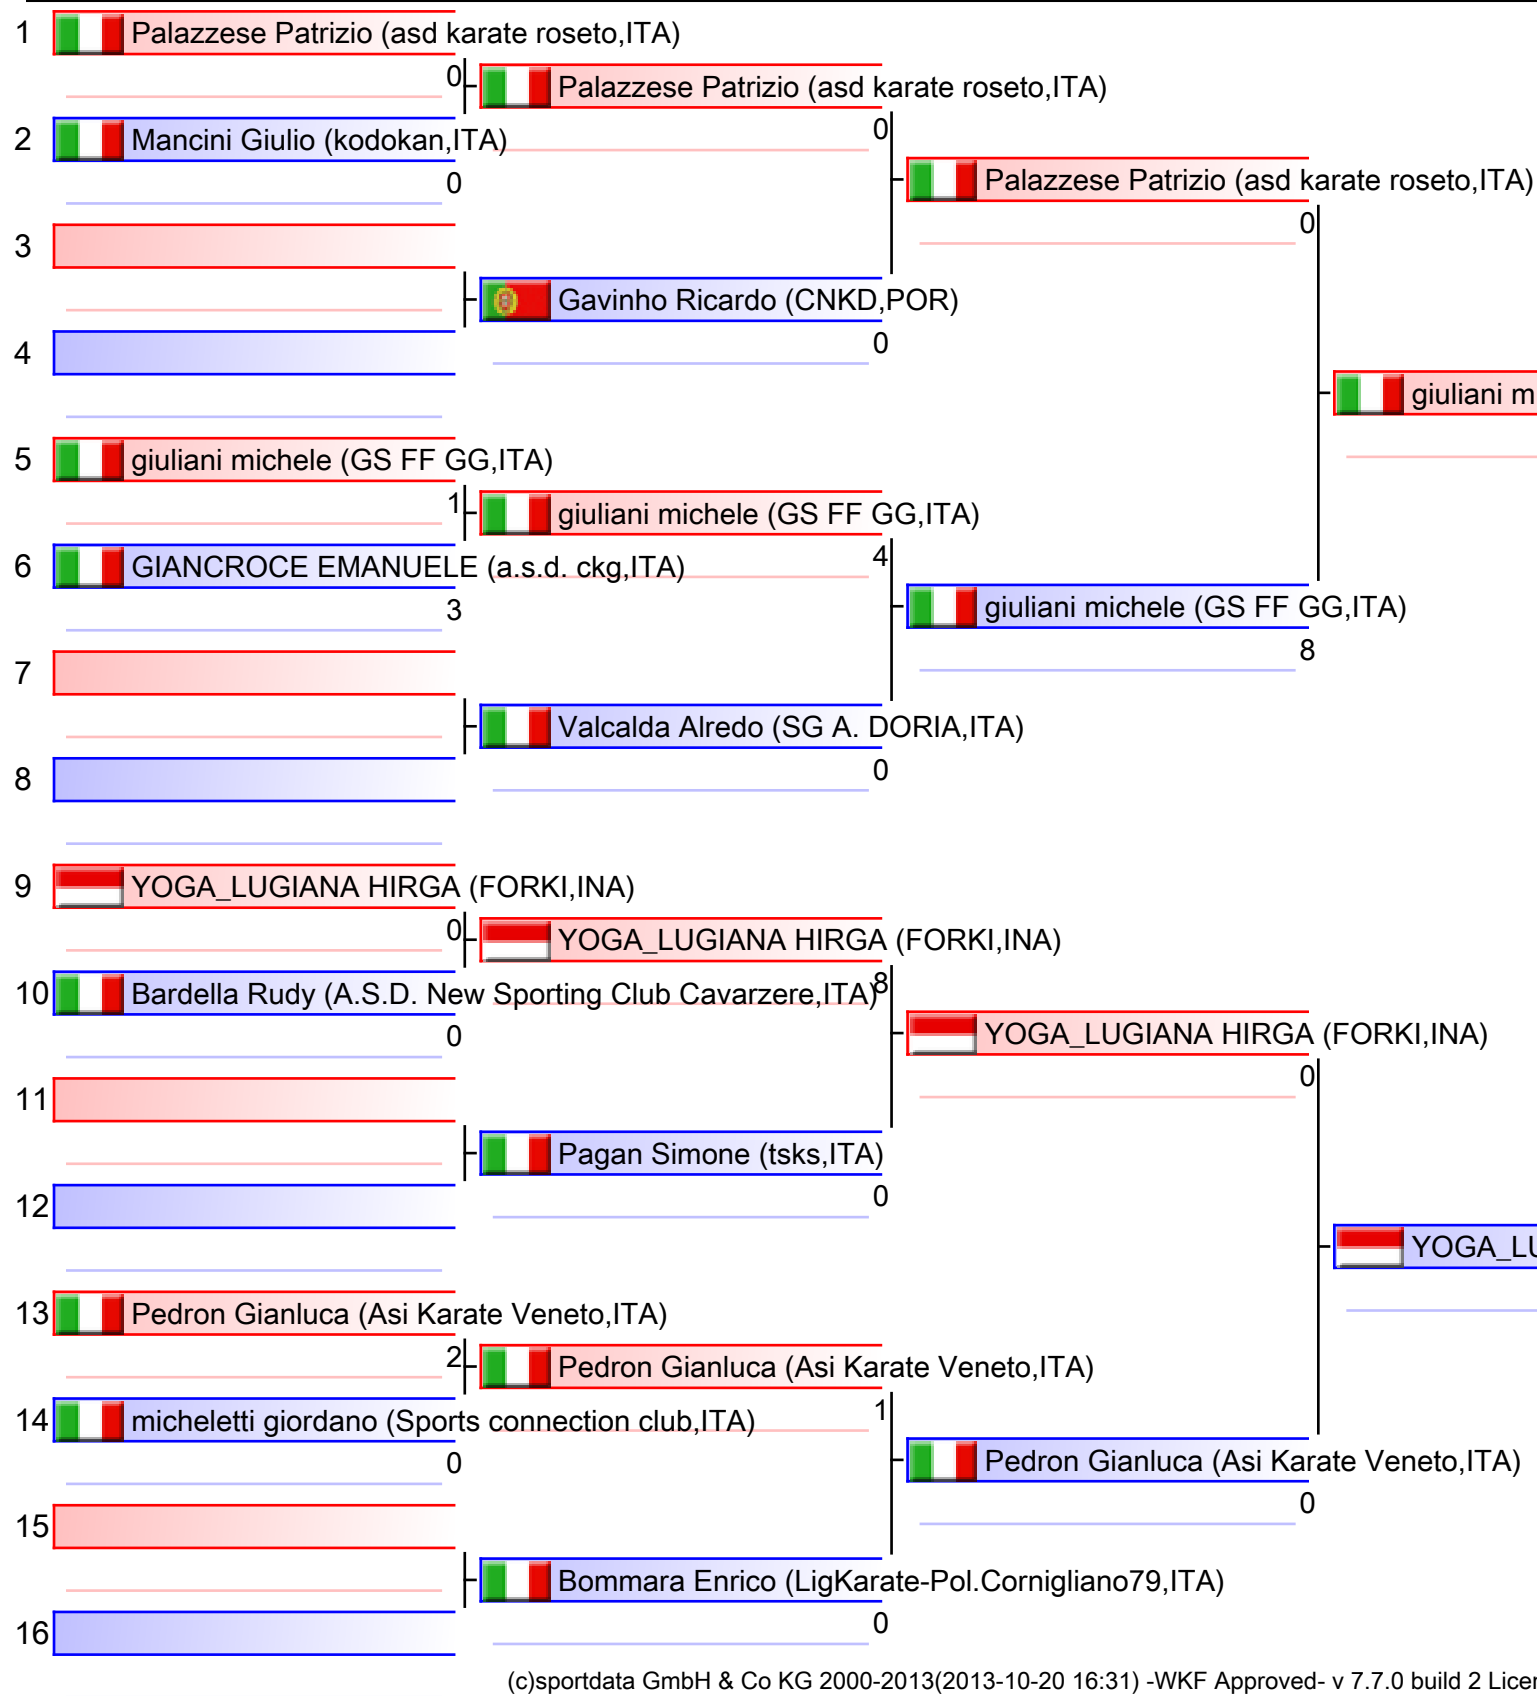 1 Palazzese Patrizio (asd karate roseto,ITA)
0 Palazzese Patrizio (asd karate roseto,ITA)
2 Mancini Giulio (kodokan,ITA) 0
0 Palazzese Patrizio (asd karate roseto,ITA)
3 0
Gavinho Ricardo (CNKD,POR)
4 0
giuliani m
5 giuliani michele (GS FF GG,ITA)
1 giuliani michele (GS FF GG,ITA)
6 GIANCROCE EMANUELE (a.s.d. ckg,ITA) 4
3 giuliani michele (GS FF GG,ITA)
7 8
Valcalda Alredo (SG A. DORIA,ITA)
8 0
9 YOGA_LUGIANA HIRGA (FORKI,INA)
0 YOGA_LUGIANA HIRGA (FORKI,INA)
10 Bardella Rudy (A.S.D. New Sporting Club Cavarzere,ITA) 8
0 YOGA_LUGIANA HIRGA (FORKI,INA)
11 0
Pagan Simone (tsks,ITA)
12 0
YOGA_LU
13 Pedron Gianluca (Asi Karate Veneto,ITA)
2 Pedron Gianluca (Asi Karate Veneto,ITA)
14 micheletti giordano (Sports connection club,ITA) 1
0 Pedron Gianluca (Asi Karate Veneto,ITA)
15 0
Bommara Enrico (LigKarate-Pol.Cornigliano79,ITA)
16 0
(c)sportdata GmbH & Co KG 2000-2013(2013-10-20 16:31) -WKF Approved- v 7.7.0 build 2 Licen